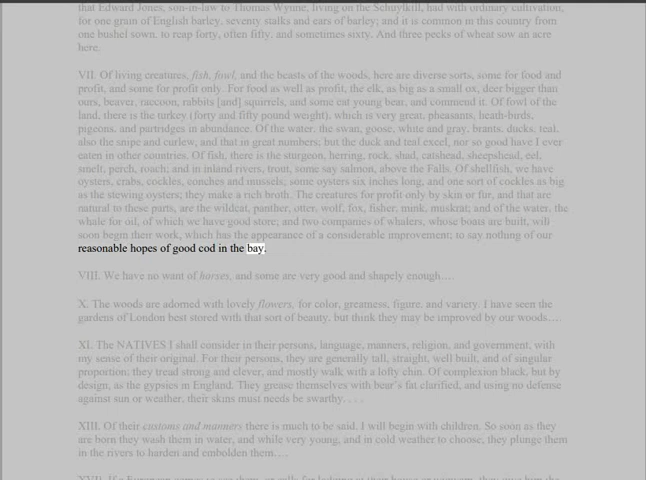 that Edward Jones, son-in-law to Thomas Wynne, living on the Schuylkill, had with ordinary cultivation,
for one grain of English barley, seventy stalks and ears of barley; and it is common in this country from
one bushel sown, to reap forty, often fifty, and sometimes sixty. And three pecks of wheat sow an acre
here.
VII. Of living creatures, fish, fowl, and the beasts of the woods, here are diverse sorts, some for food and
profit, and some for profit only. For food as well as profit, the elk, as big as a small ox, deer bigger than
ours, beaver, raccoon, rabbits [and] squirrels, and some eat young bear, and commend it. Of fowl of the
land, there is the turkey (forty and fifty pound weight), which is very great, pheasants, heath-birds,
pigeons, and partridges in abundance. Of the water, the swan, goose, white and gray, brants, ducks, teal,
also the snipe and curlew, and that in great numbers; but the duck and teal excel, nor so good have I ever
eaten in other countries. Of fish, there is the sturgeon, herring, rock, shad, catshead, sheepshead, eel,
smelt, perch, roach; and in inland rivers, trout, some say salmon, above the Falls. Of shellfish, we have
oysters, crabs, cockles, conches and mussels; some oysters six inches long, and one sort of cockles as big
as the stewing oysters; they make a rich broth. The creatures for profit only by skin or fur, and that are
natural to these parts, are the wildcat, panther, otter, wolf, fox, fisher, mink, muskrat; and of the water, the
whale for oil, of which we have good store; and two companies of whalers, whose boats are built, will
soon begin their work, which has the appearance of a considerable improvement; to say nothing of our
reasonable hopes of good cod in the bay.
VIII. We have no want of horses, and some are very good and shapely enough....
X. The woods are adorned with lovely flowers, for color, greatness, figure, and variety. I have seen the
gardens of London best stored with that sort of beauty, but think they may be improved by our woods....
XI. The NATIVES I shall consider in their persons, language, manners, religion, and government, with
my sense of their original. For their persons, they are generally tall, straight, well built, and of singular
proportion; they tread strong and clever, and mostly walk with a lofty chin. Of complexion black, but by
design, as the gypsies in England. They grease themselves with bear's fat clarified, and using no defense
against sun or weather, their skins must needs be swarthy. . . .
XIII. Of their customs and manners there is much to be said. I will begin with children. So soon as they
are born they wash them in water, and while very young, and in cold weather to choose, they plunge them
in the rivers to harden and embolden them....